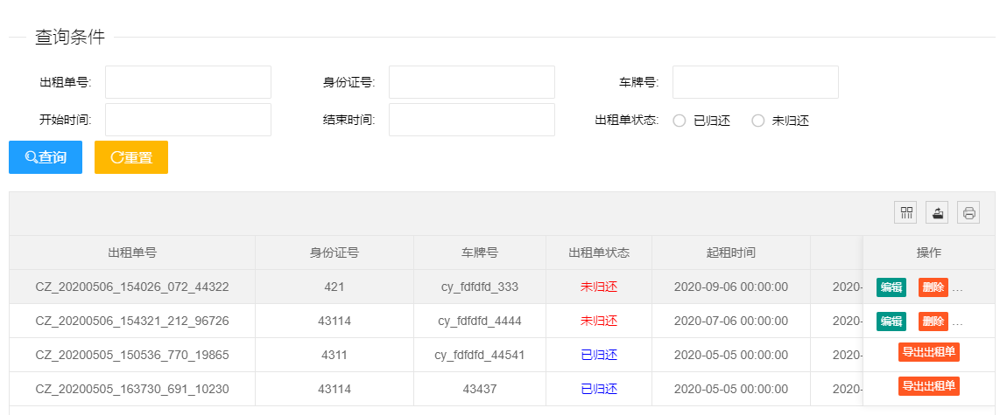 查询条件
出租单号: 身份证号: 车牌号:
开始时间: 结束时间: 出租单状态: 已归还 未归还
查询 重置
出租单号 身份证号 车牌号 出租单状态 起租时间 操作
CZ_20200506_154026_072_44322 421 cy_fdfdfd_333 未归还 2020-09-06 00:00:00 2020- 编辑 删除 ...
CZ_20200506_154321_212_96726 43114 cy_fdfdfd_4444 未归还 2020-07-06 00:00:00 2020- 编辑 删除 ...
CZ_20200505_150536_770_19865 4311 cy_fdfdfd_44541 已归还 2020-05-05 00:00:00 2020- 导出出租单
CZ_20200505_163730_691_10230 43114 43437 已归还 2020-05-05 00:00:00 2020- 导出出租单